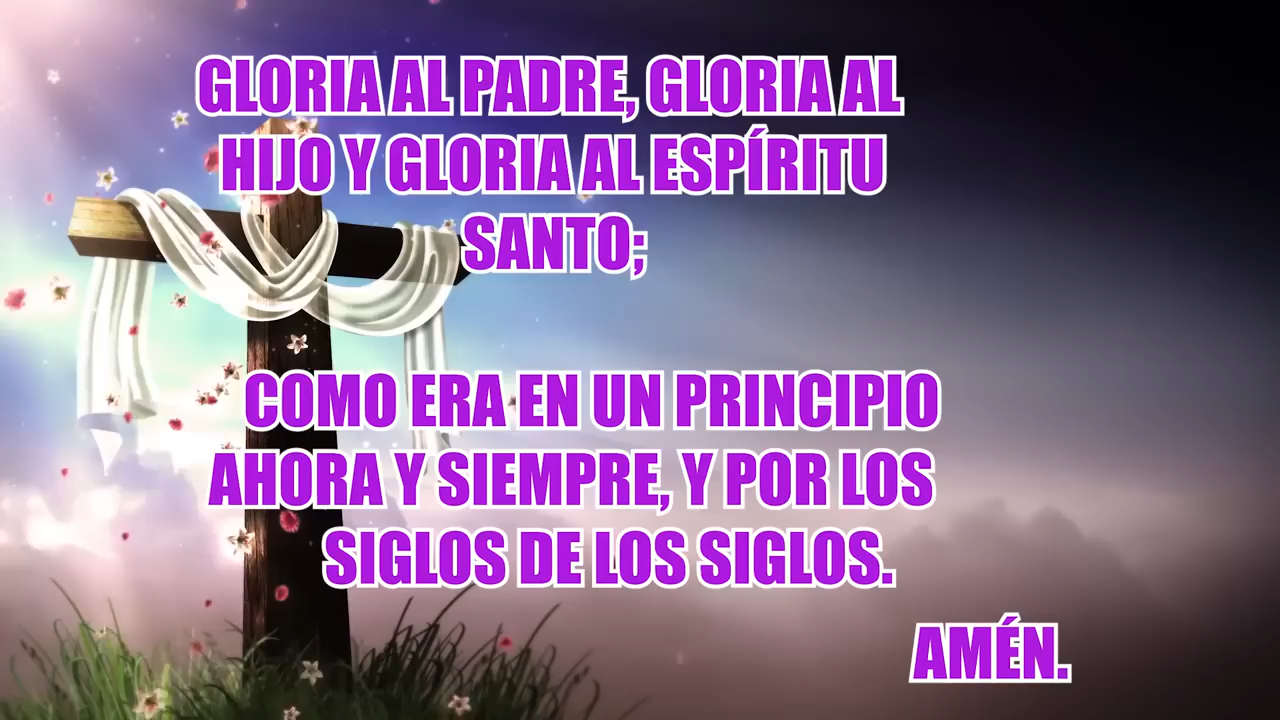 GLORIA AL PADRE, GLORIA AL
HIJO Y GLORIA AL ESPÍRITU
SANTO;
COMO ERA EN UN PRINCIPIO
AHORA Y SIEMPRE, Y POR LOS
SIGLOS DE LOS SIGLOS.
AMÉN.